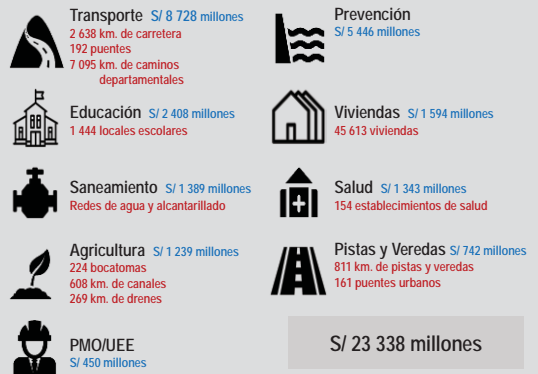 Transporte S/ 8 728 millones
2 638 km. de carretera
192 puentes
7 095 km. de caminos
departamentales
Prevención
S/ 5 446 millones
Educación S/ 2 408 millones
1 444 locales escolares
Viviendas S/ 1 594 millones
45 613 viviendas
Saneamiento S/ 1 389 millones
Redes de agua y alcantarillado
Salud S/ 1 343 millones
154 establecimientos de salud
Agricultura S/ 1 239 millones
224 bocatomas
608 km. de canales
269 km. de drenes
Pistas y Veredas S/ 742 millones
811 km. de pistas y veredas
161 puentes urbanos
PMO/UEE
S/ 450 millones
S/ 23 338 millones